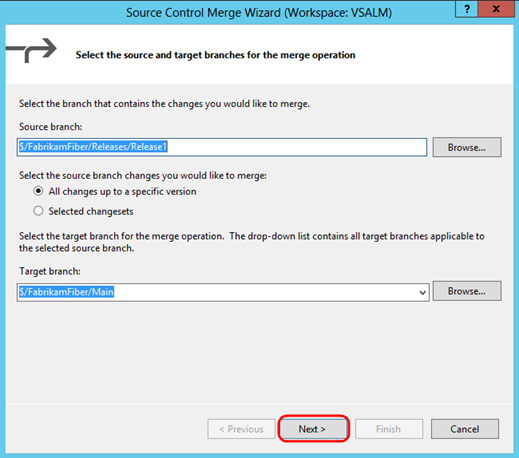 Source Control Merge Wizard (Workspace: VSALM)
?
x
Select the source and target branches for the merge operation
Select the branch that contains the changes you would like to merge.
Source branch:
$/FabrikamFiber/Releases/Release1
Browse...
Select the source branch changes you would like to merge:
All changes up to a specific version
Selected changesets
Select the target branch for the merge operation. The drop-down list contains all target branches applicable to
the selected source branch.
Target branch:
$/FabrikamFiber/Main
Browse...
< Previous
Next >
Finish
Cancel